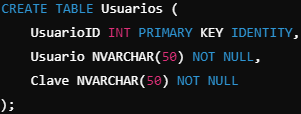 CREATE TABLE Usuarios (
    UsuarioID INT PRIMARY KEY IDENTITY,
    Usuario NVARCHAR(50) NOT NULL,
    Clave NVARCHAR(50) NOT NULL
);